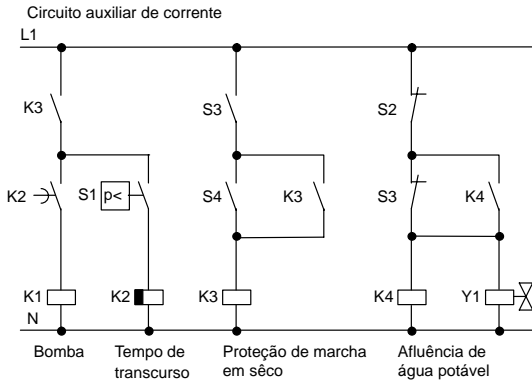 Circuito auxiliar de corrente
L1
K3
S3
S2
K2
S1
p<
S4
K3
S3
K4
K1
K2
K3
K4
Y1
N
Bomba
Tempo de
transcurso
Proteção de marcha
em sêco
Afluência de
água potável